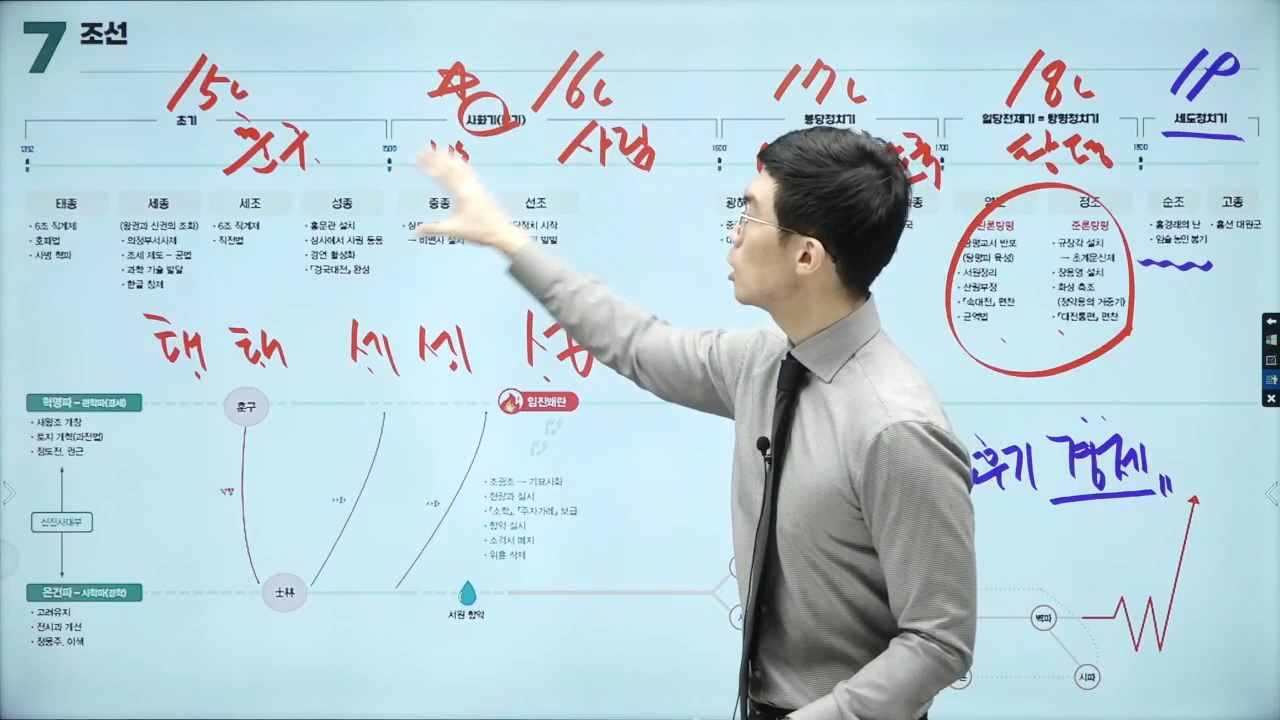 7 조선
15c
16c
17c
18c
19
초기
사화기
붕당정치기
일당전제기 = 탕평정치기
세도정치기
훈구
사림
탕평
1392
1500
1600
1700
1800
태종
세종
세조
성종
중종
선조
광해
정조
순조
고종
· 6조 직계제
· 호패법
· 사병 혁파
(왕권과 신권의 조화)
· 의정부서사제
· 조세 제도 – 공법
· 과학 기술 발달
· 한글 창제
· 6조 직계제
· 직전법
· 홍문관 설치
· 삼사에서 사림 등용
· 경연 활성화
· 『경국대전』 완성
→ 비변사 설치
당정치 시작
발발
완론탕평
탕평교서 반포
(탕평파 육성)
· 서원정리
· 산림부정
· 『속대전』 편찬
· 균역법
준론탕평
· 규장각 설치
→ 초계문신제
· 장용영 설치
· 화성 축조
(정약용의 거중기)
· 『대전통편』 편찬
· 홍경래의 난
· 임술 농민 봉기
· 흥선 대원군
태 태 세 세
혁명파 – 관학파(경세)
· 새왕조 개창
· 토지 개혁(과전법)
· 정도전, 권근
신진사대부
온건파 – 사학파(경학)
· 고려유지
· 전시과 개선
· 정몽주, 이색
훈구
士林
낙향
사화
사화
임진왜란
· 조광조 → 기묘사화
· 현량과 실시
· 『소학』, 『주자가례』 보급
· 향약 실시
· 소격서 폐지
· 위훈 삭제
서원 향약
후기 경세"
벽파
시파